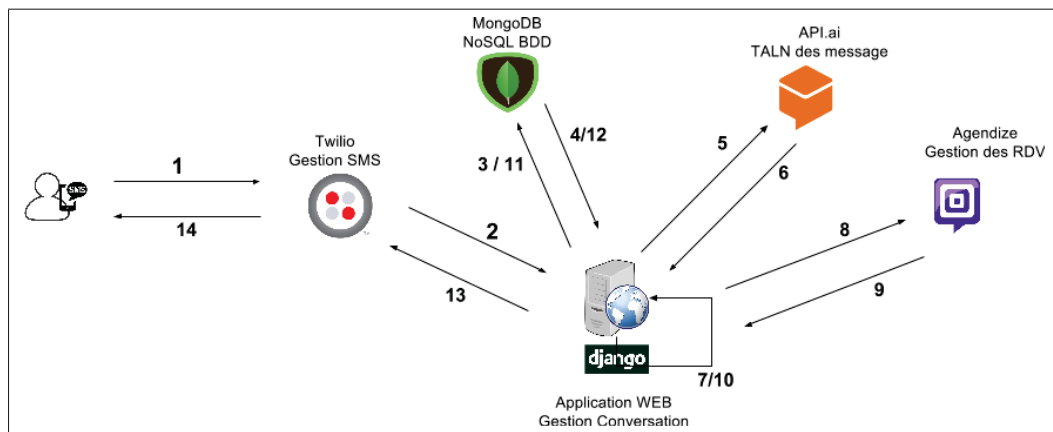 MongoDB
NoSQL BDD
API.ai
TALN des message
Twilio
Gestion SMS
Agendize
Gestion des RDV
1
14
SMS
2
13
3 / 11
4/12
5
6
8
9
7/10
django
Application WEB
Gestion Conversation